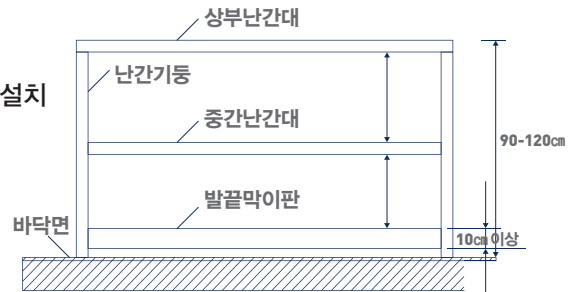 상부난간대
난간기둥
설치
중간난간대
90-120㎝
발끝막이판
바닥면
10㎝ 이상